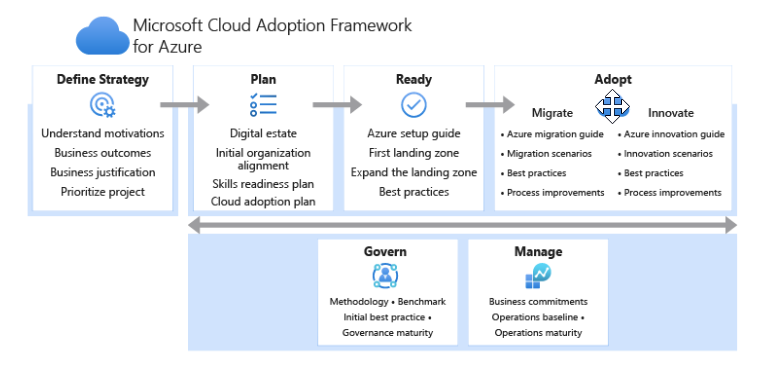 Microsoft Cloud Adoption Framework
for Azure
Define Strategy
Understand motivations
Business outcomes
Business justification
Prioritize project
Plan
Digital estate
Initial organization
alignment
Skills readiness plan
Cloud adoption plan
Ready
Azure setup guide
First landing zone
Expand the landing zone
Best practices
Adopt
Migrate
• Azure migration guide
• Migration scenarios
• Best practices
• Process improvements
Innovate
• Azure innovation guide
• Innovation scenarios
• Best practices
• Process improvements
Govern
Methodology • Benchmark
Initial best practice •
Governance maturity
Manage
Business commitments
Operations baseline •
Operations maturity